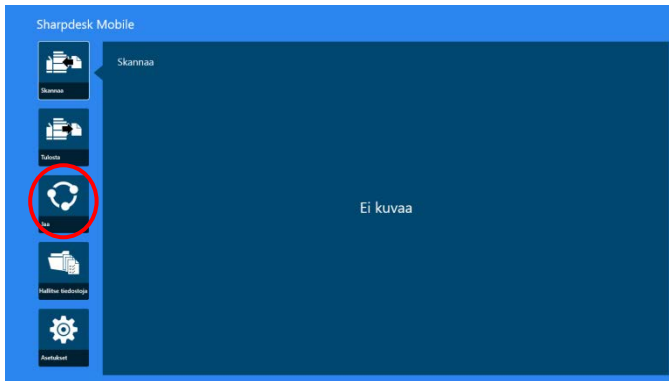 Sharpdesk Mobile
Skannaa
Skannaa
Tulosta
Jaa
Ei kuvaa
Hallitse tiedostoja
Asetukset